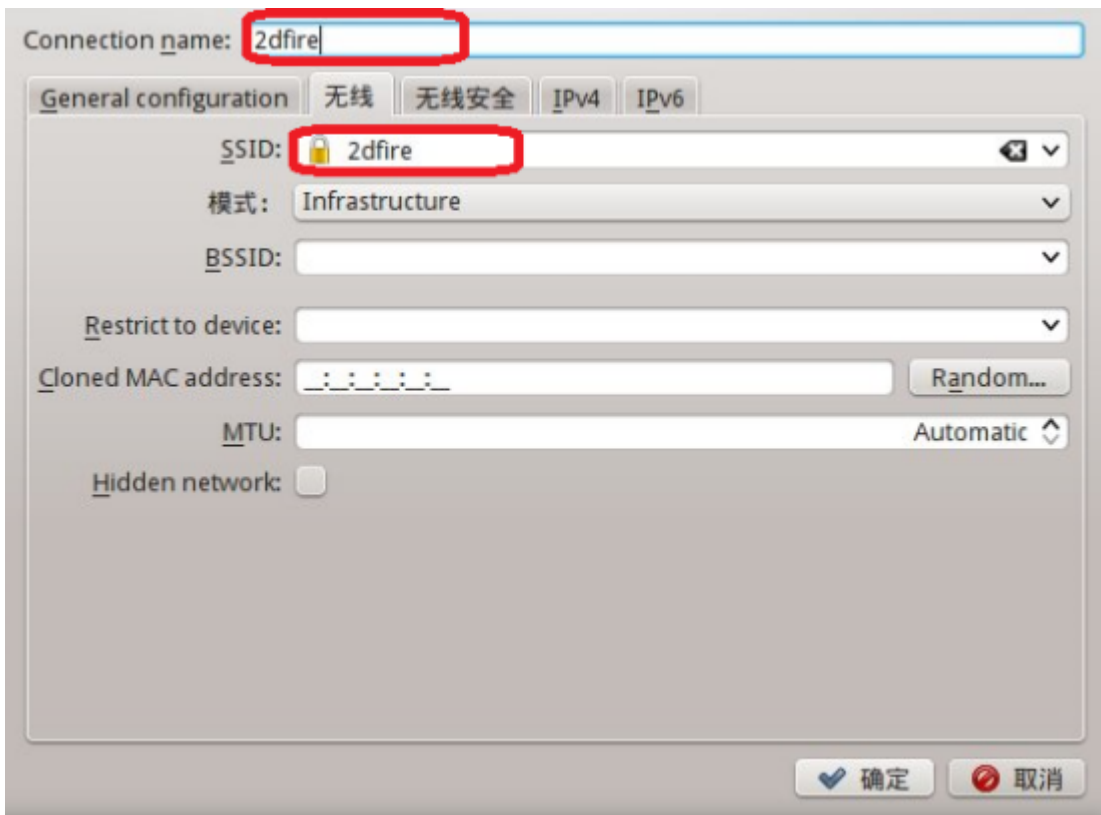 Connection name: 2dfire
General configuration 无线 无线安全 IPv4 IPv6
SSID: 2dfire
模式: Infrastructure
BSSID:
Restrict to device:
Cloned MAC address: _:_:_:_:_:_ Random...
MTU: Automatic
Hidden network:
确定 取消